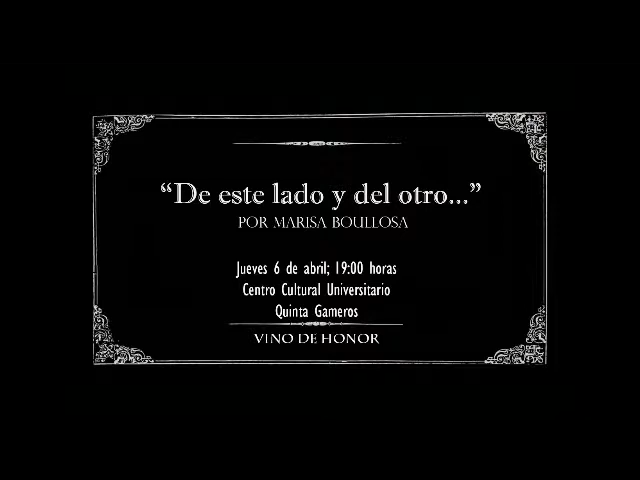 “De este lado y del otro...”
POR MARISA BOULLOSA
Jueves 6 de abril; 19:00 horas
Centro Cultural Universitario
Quinta Gameros
VINO DE HONOR